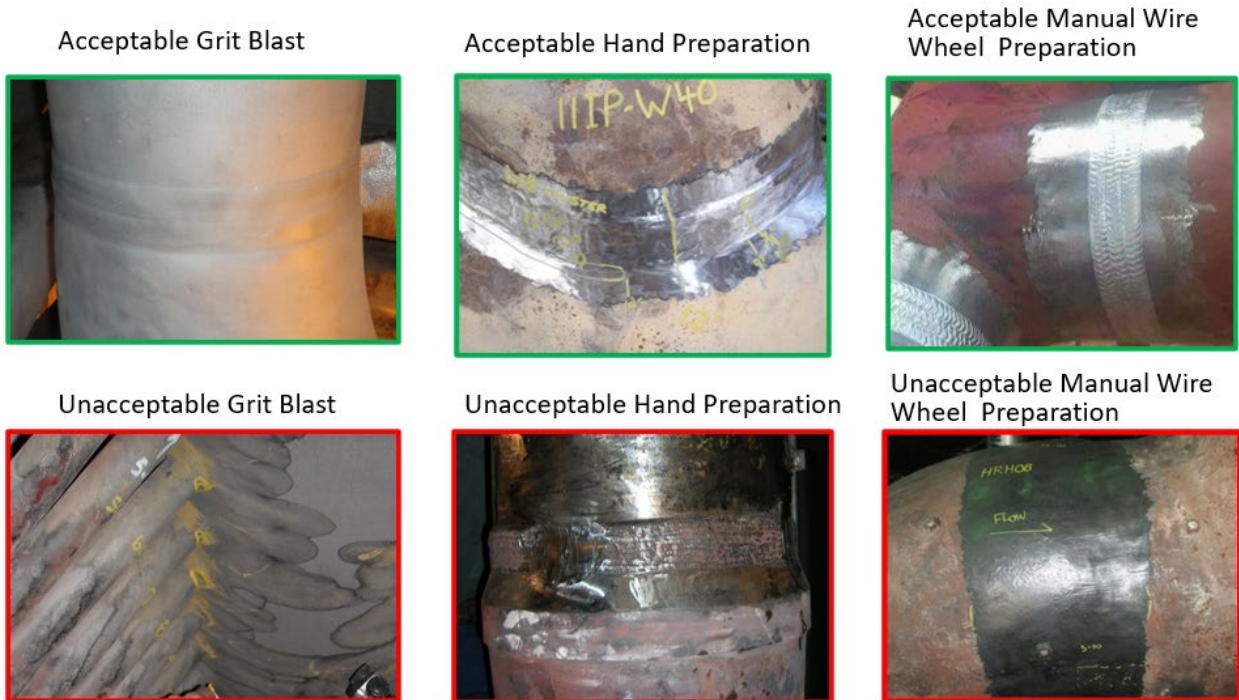 Acceptable Grit Blast
Acceptable Hand Preparation
Acceptable Manual Wire
Wheel Preparation
11IP-W40
Unacceptable Grit Blast
Unacceptable Hand Preparation
Unacceptable Manual Wire
Wheel Preparation
HRH08
FLOW